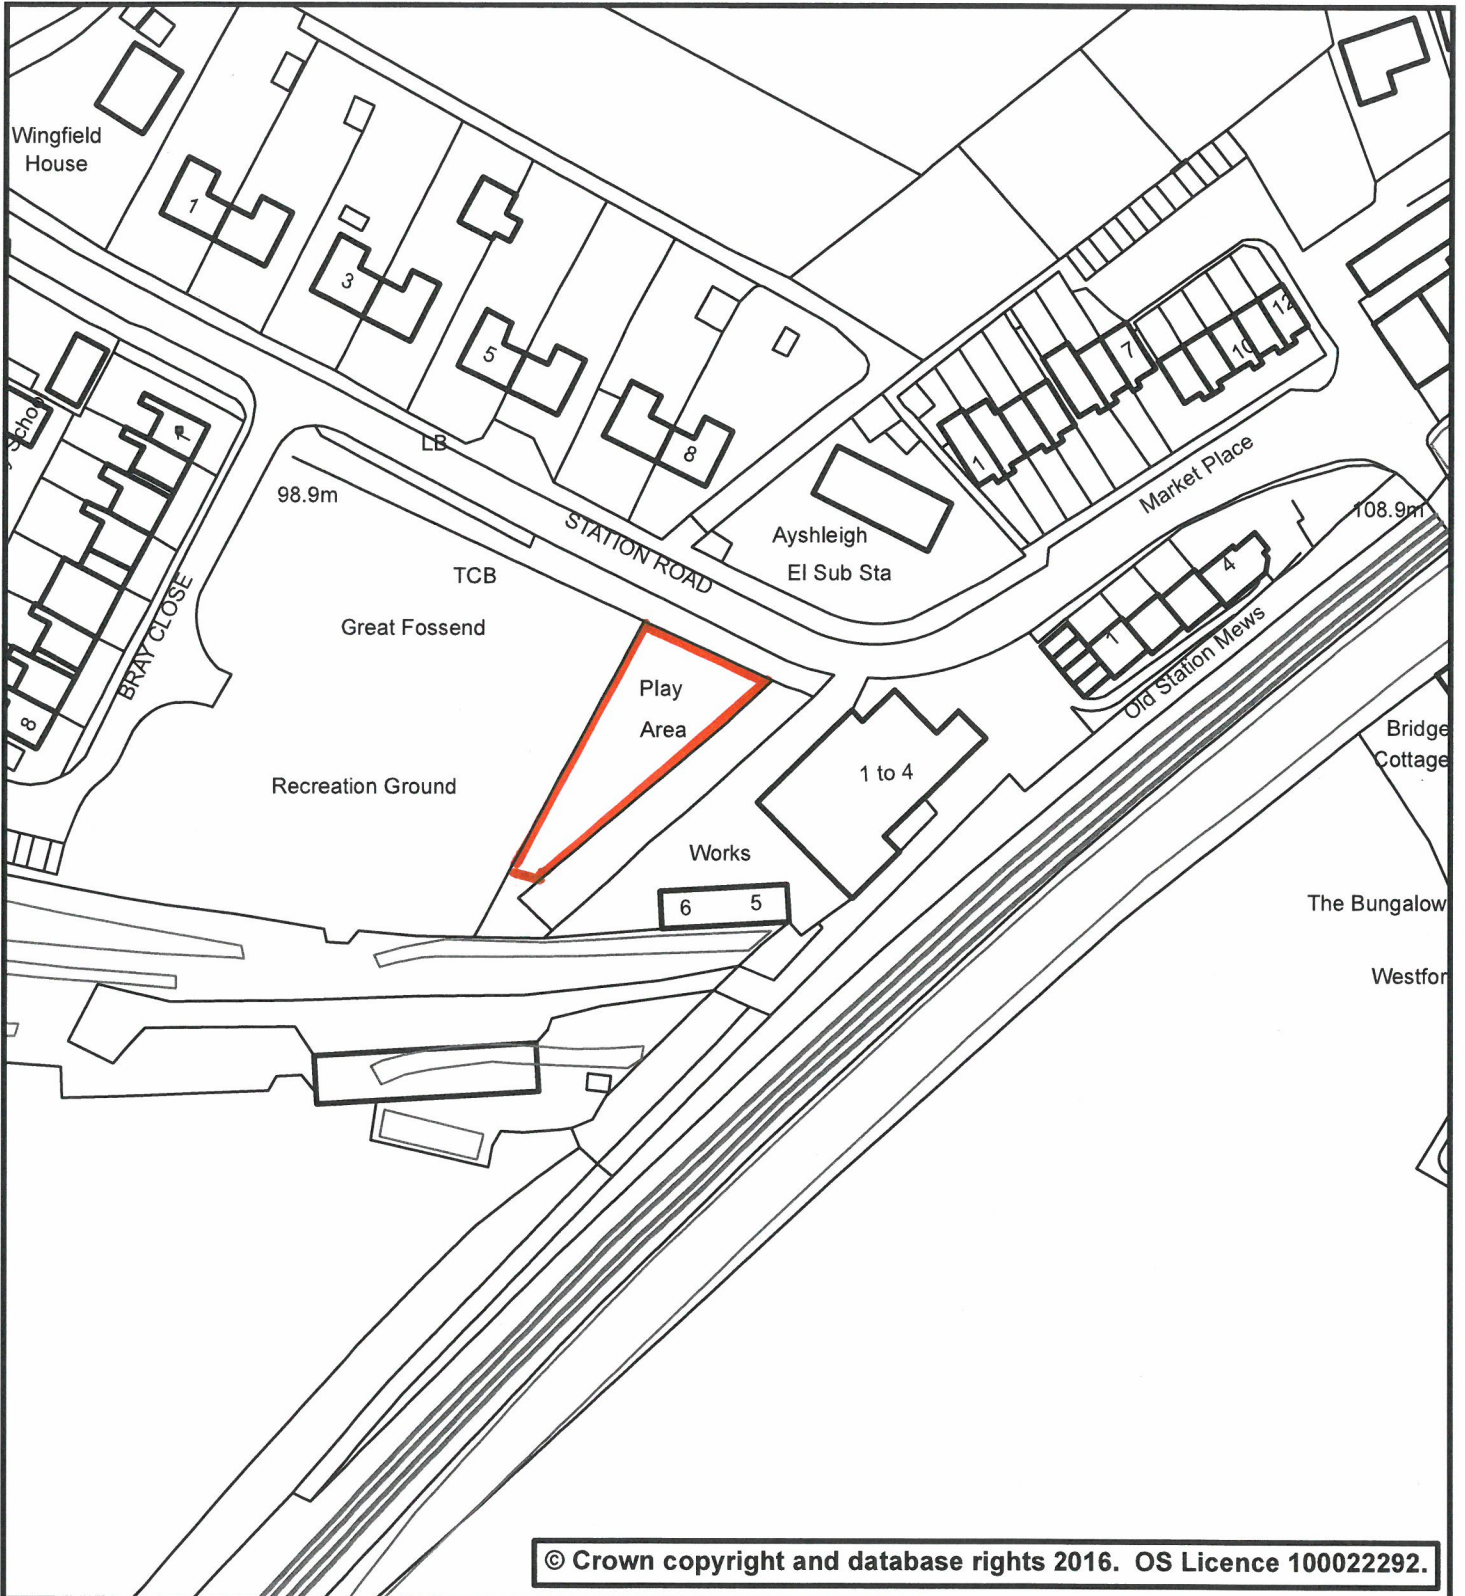 Wingfield
House
1
3
5
8
LB
98.9m
STATION ROAD
TCB
Great Fossend
BRAY CLOSE
8
Play
Area
Recreation Ground
Ayshleigh
El Sub Sta
1
7
10
12
Market Place
108.9m
1
4
Old Station Mews
1 to 4
Works
6
5
Bridge
Cottage
The Bungalow
Westfor
© Crown copyright and database rights 2016. OS Licence 100022292.